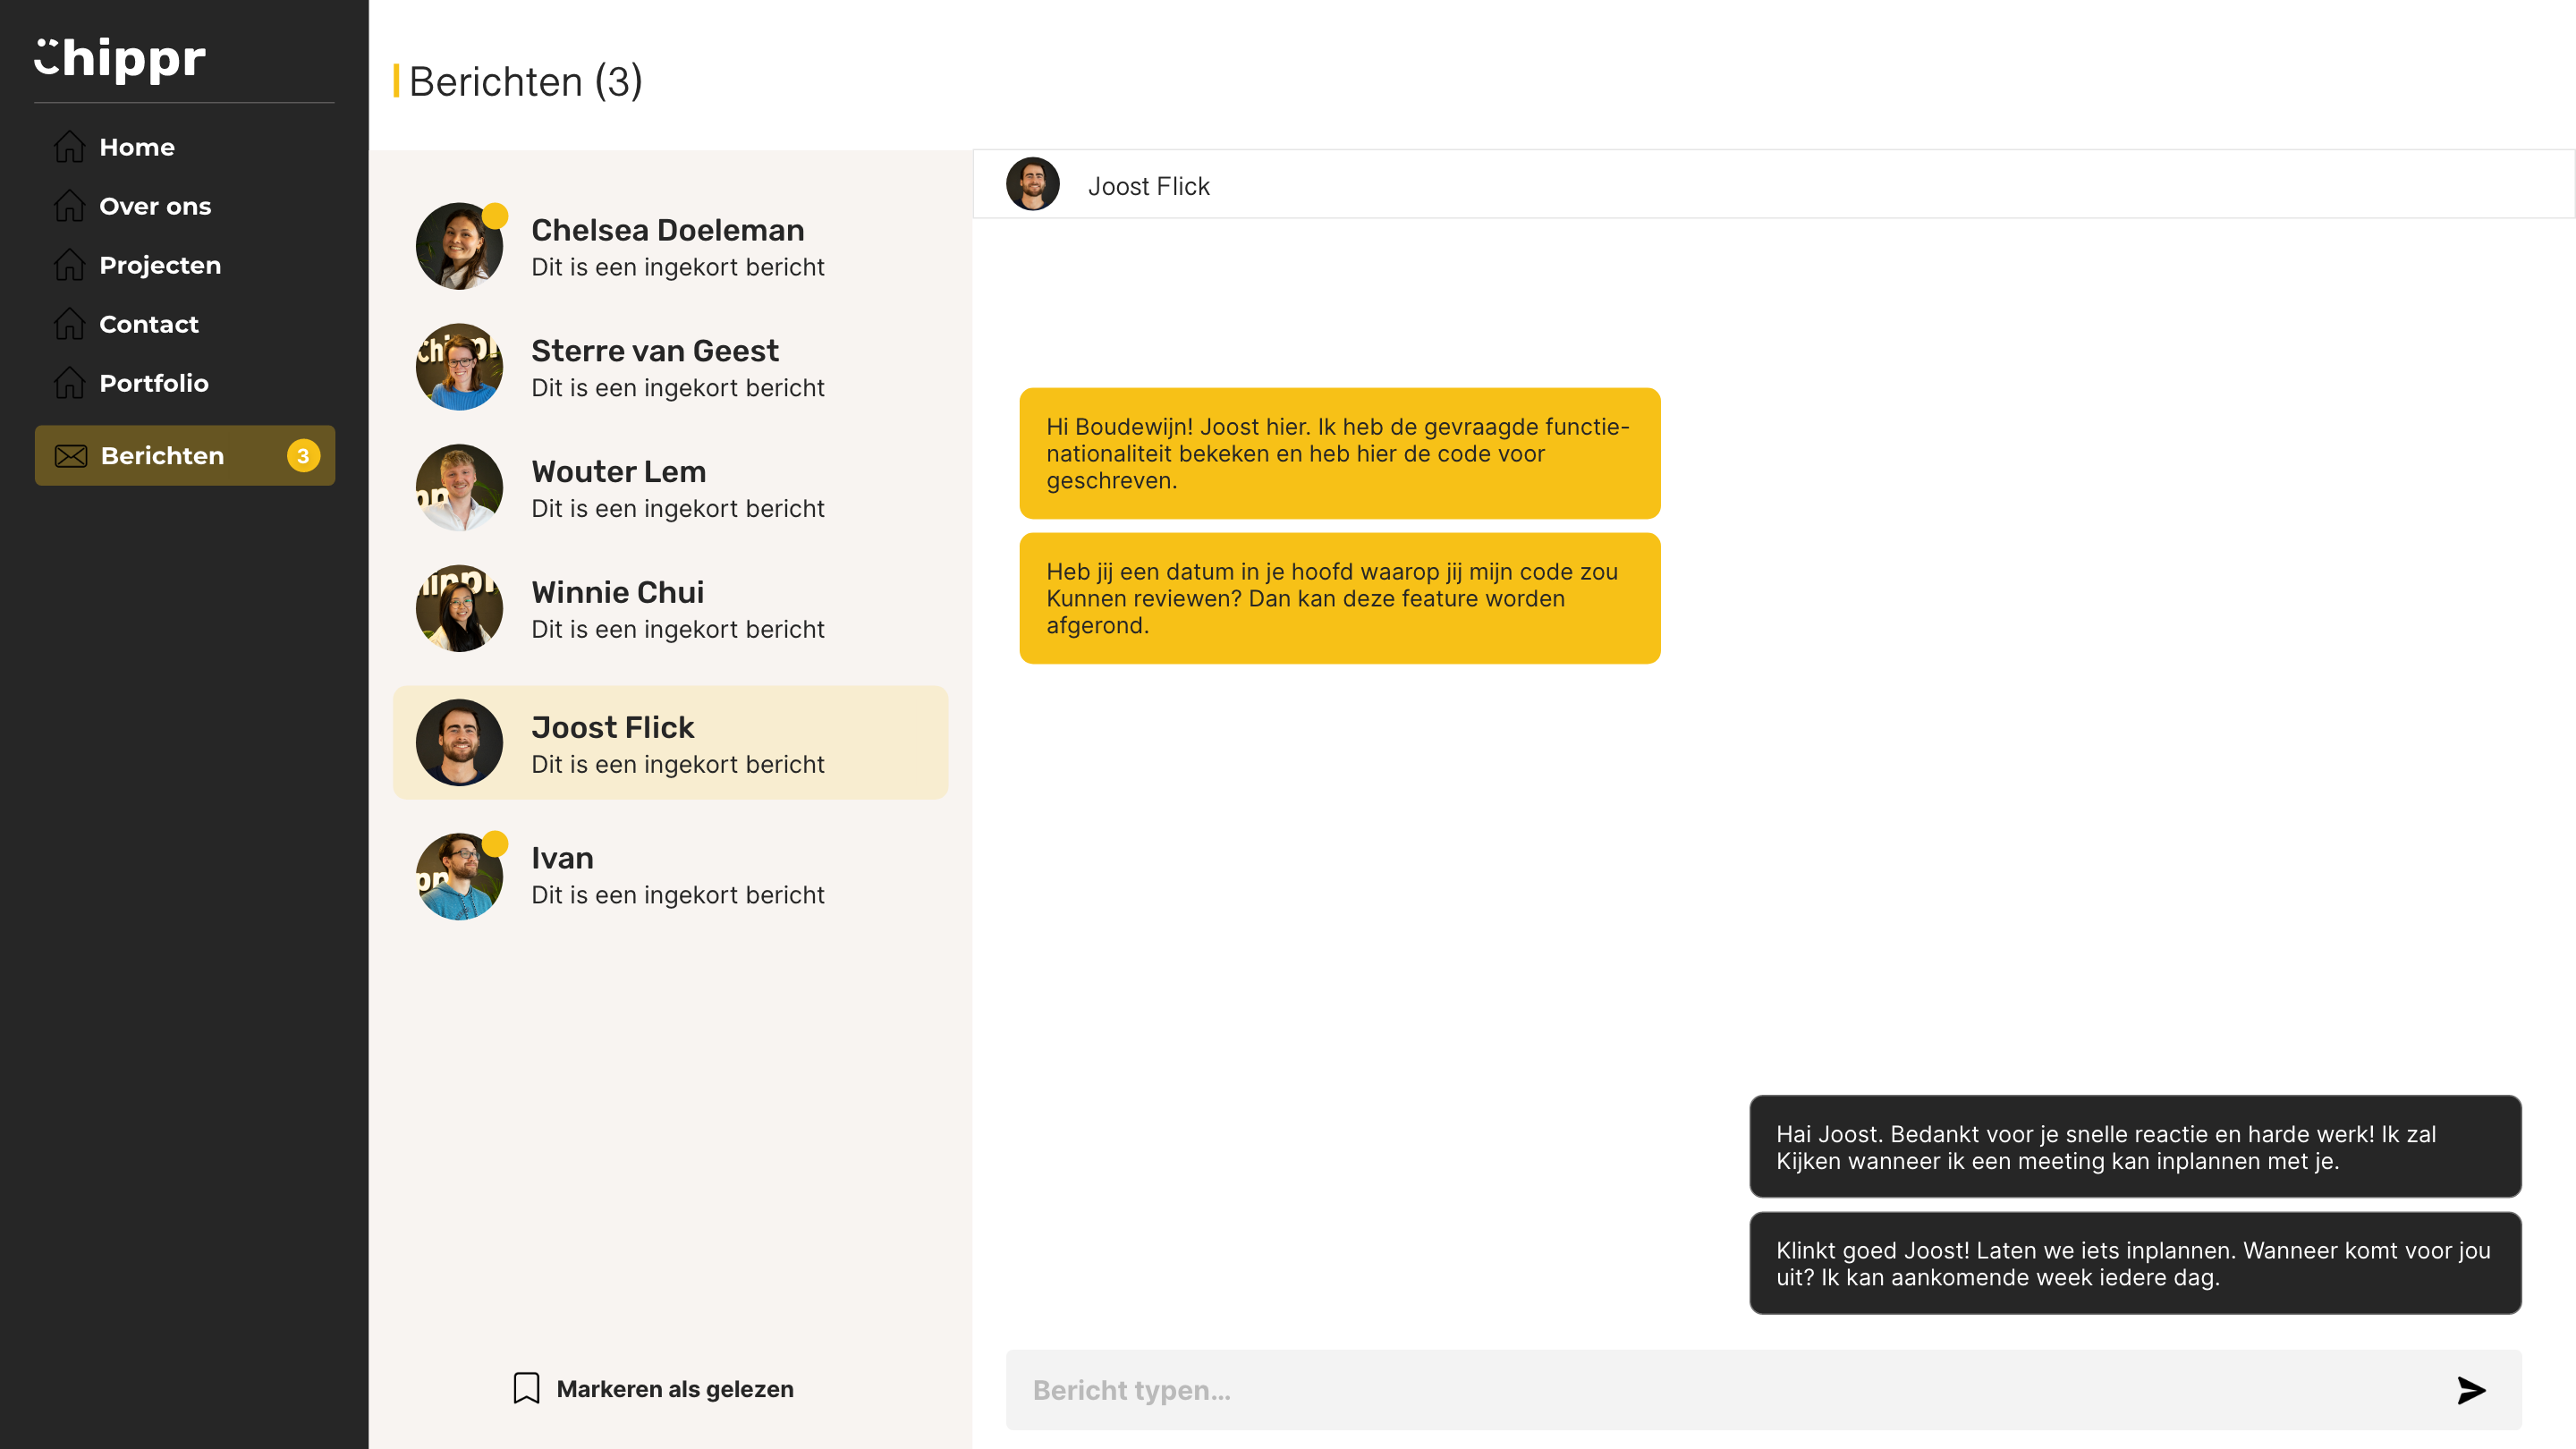 Chippr
Home
Over ons
Projecten
Contact
Portfolio
Berichten 3
Berichten (3)
Chelsea Doeleman
Dit is een ingekort bericht
Sterre van Geest
Dit is een ingekort bericht
Wouter Lem
Dit is een ingekort bericht
Winnie Chui
Dit is een ingekort bericht
Joost Flick
Dit is een ingekort bericht
Ivan
Dit is een ingekort bericht
Markeren als gelezen
Joost Flick
Hi Boudewijn! Joost hier. Ik heb de gevraagde functie-
nationaliteit bekeken en heb hier de code voor
geschreven.
Heb jij een datum in je hoofd waarop jij mijn code zou
Kunnen reviewen? Dan kan deze feature worden
afgerond.
Hai Joost. Bedankt voor je snelle reactie en harde werk! Ik zal
Kijken wanneer ik een meeting kan inplannen met je.
Klinkt goed Joost! Laten we iets inplannen. Wanneer komt voor jou
uit? Ik kan aankomende week iedere dag.
Bericht typen...